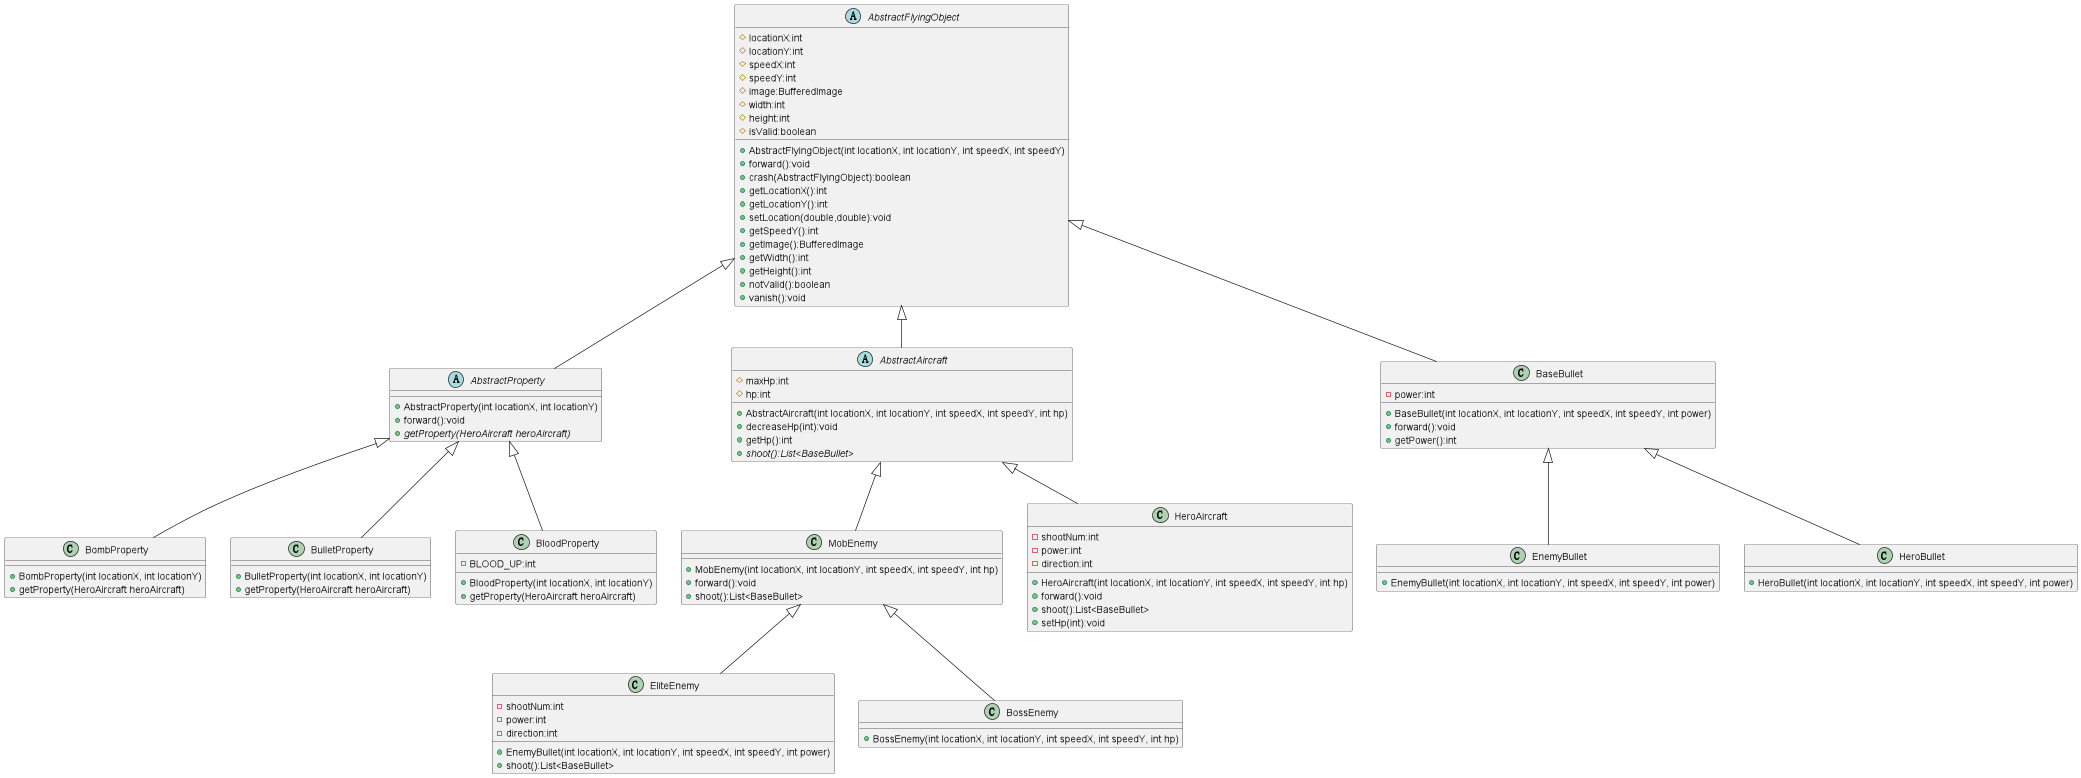 A AbstractFlyingObject
locationX:int
locationY:int
speedX:int
speedY:int
image:BufferedImage
width:int
height:int
isValid:boolean
AbstractFlyingObject(int locationX, int locationY, int speedX, int speedY)
forward():void
crash(AbstractFlyingObject):boolean
getLocationX():int
getLocationY():int
setLocation(double,double):void
getSpeedY():int
getImage():BufferedImage
getWidth():int
getHeight():int
notValid():boolean
vanish():void
A AbstractProperty
AbstractProperty(int locationX, int locationY)
forward():void
getProperty(HeroAircraft heroAircraft)
A AbstractAircraft
maxHp:int
hp:int
AbstractAircraft(int locationX, int locationY, int speedX, int speedY, int hp)
decreaseHp(int):void
getHp():int
shoot():List<BaseBullet>
C BaseBullet
power:int
BaseBullet(int locationX, int locationY, int speedX, int speedY, int power)
forward():void
getPower():int
C BombProperty
BombProperty(int locationX, int locationY)
getProperty(HeroAircraft heroAircraft)
C BulletProperty
BulletProperty(int locationX, int locationY)
getProperty(HeroAircraft heroAircraft)
C BloodProperty
BLOOD_UP:int
BloodProperty(int locationX, int locationY)
getProperty(HeroAircraft heroAircraft)
C MobEnemy
MobEnemy(int locationX, int locationY, int speedX, int speedY, int hp)
forward():void
shoot():List<BaseBullet>
C HeroAircraft
shootNum:int
power:int
direction:int
HeroAircraft(int locationX, int locationY, int speedX, int speedY, int hp)
forward():void
shoot():List<BaseBullet>
setHp(int):void
C EnemyBullet
EnemyBullet(int locationX, int locationY, int speedX, int speedY, int power)
C HeroBullet
HeroBullet(int locationX, int locationY, int speedX, int speedY, int power)
C EliteEnemy
shootNum:int
power:int
direction:int
EnemyBullet(int locationX, int locationY, int speedX, int speedY, int power)
shoot():List<BaseBullet>
C BossEnemy
BossEnemy(int locationX, int locationY, int speedX, int speedY, int hp)